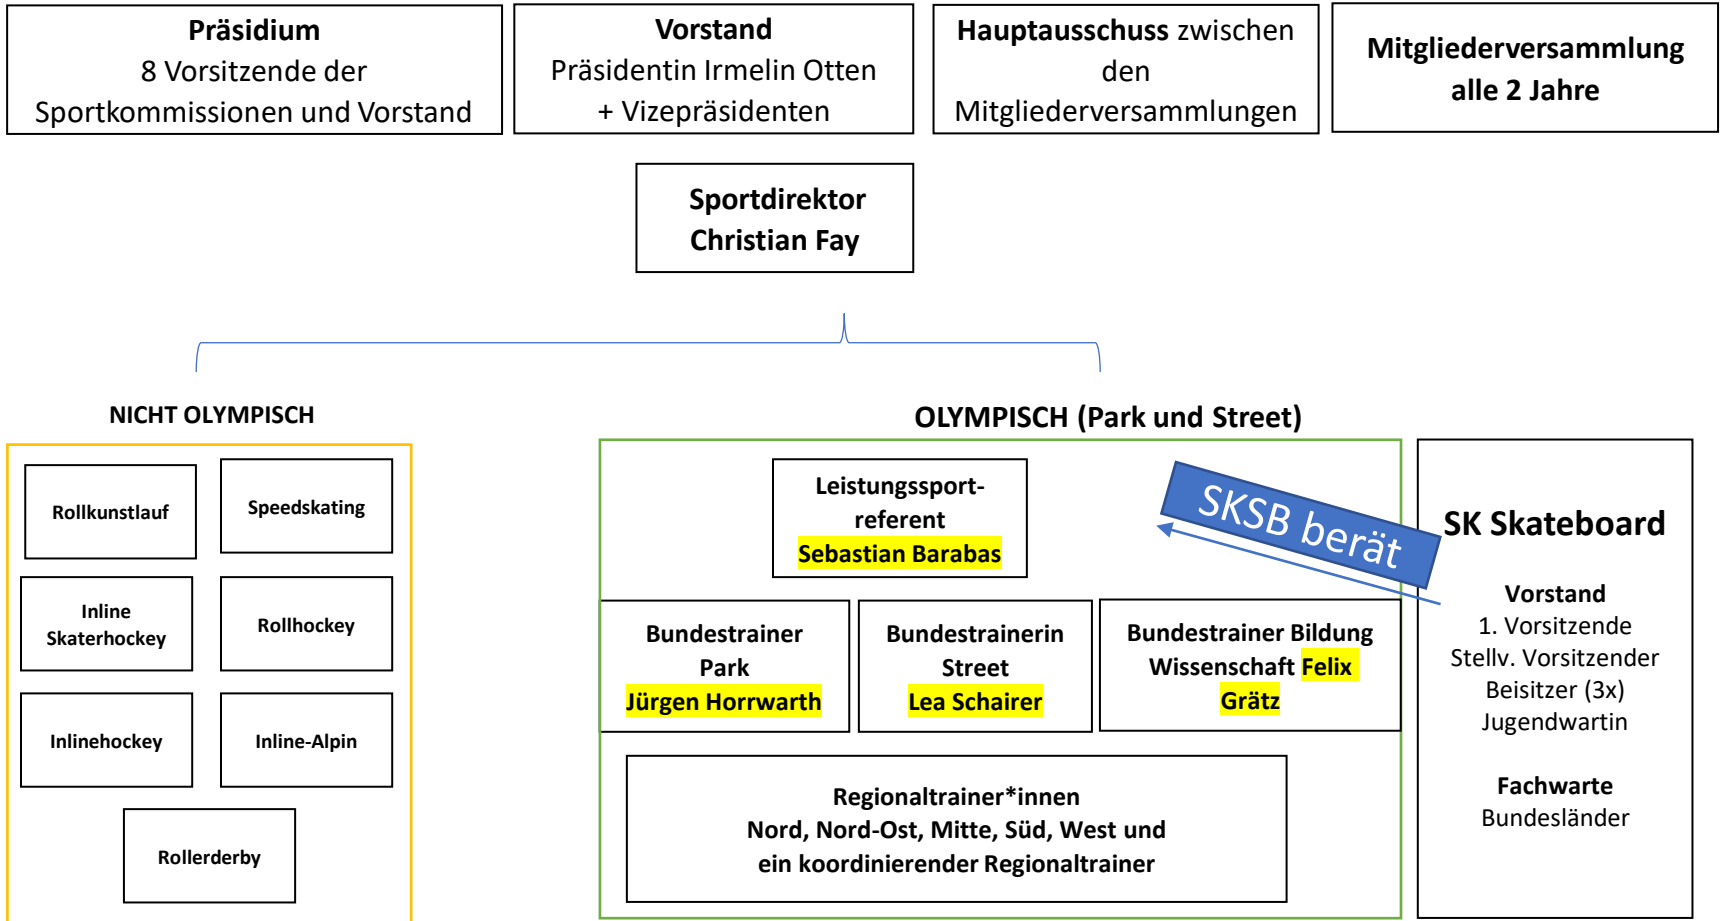 Präsidium
8 Vorsitzende der
Sportkommissionen und Vorstand
Vorstand
Präsidentin Irmelin Otten
+ Vizepräsidenten
Hauptausschuss zwischen
den
Mitgliederversammlungen
Mitgliederversammlung
alle 2 Jahre
Sportdirektor
Christian Fay
NICHT OLYMPISCH
Rollkunstlauf
Speedskating
Inline
Skaterhockey
Rollhockey
Inlinehockey
Inline-Alpin
Rollerderby
OLYMPISCH (Park und Street)
Leistungssport-
referent
Sebastian Barabas
SKSB berät
Bundestrainer
Park
Jürgen Horrwarth
Bundestrainerin
Street
Lea Schairer
Bundestrainer Bildung
Wissenschaft Felix
Grätz
Regionaltrainer*innen
Nord, Nord-Ost, Mitte, Süd, West und
ein koordinierender Regionaltrainer
SK Skateboard
Vorstand
1. Vorsitzende
Stellv. Vorsitzender
Beisitzer (3x)
Jugendwartin
Fachwarte
Bundesländer